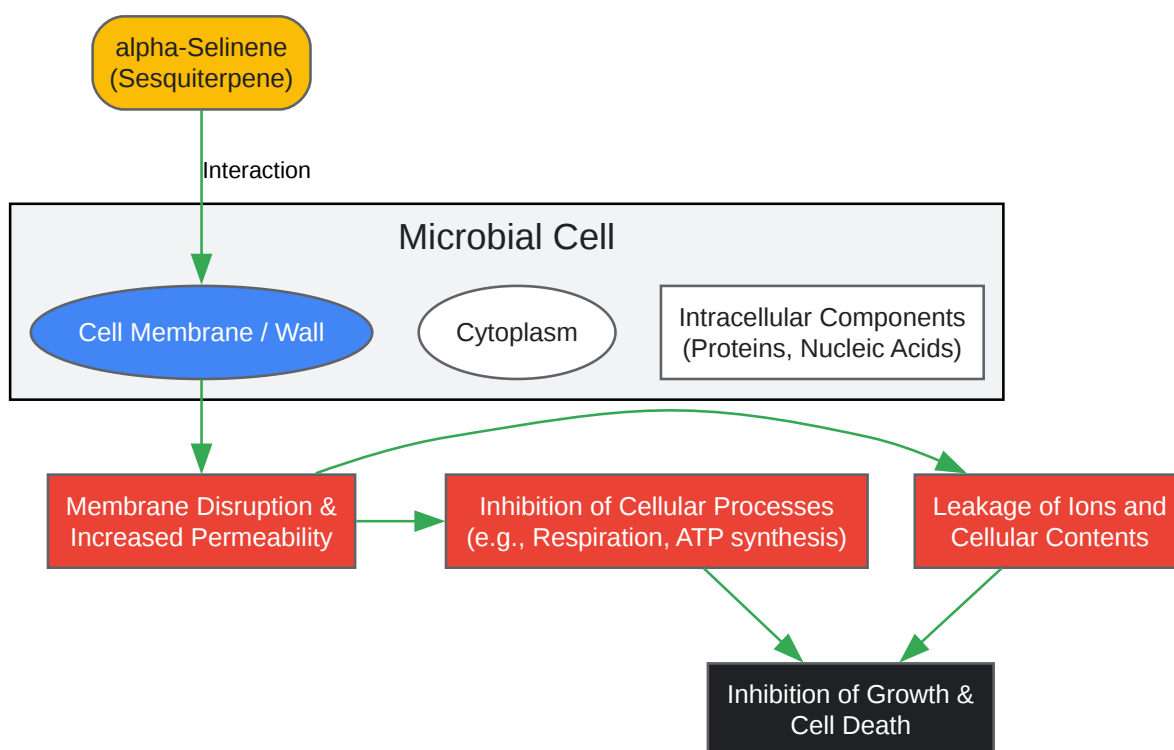 alpha-Selinene
(Sesquiterpene)
Interaction
Microbial Cell
Cell Membrane / Wall
Cytoplasm
Intracellular Components
(Proteins, Nucleic Acids)
Membrane Disruption &
Increased Permeability
Inhibition of Cellular Processes
(e.g., Respiration, ATP synthesis)
Leakage of Ions and
Cellular Contents
Inhibition of Growth &
Cell Death